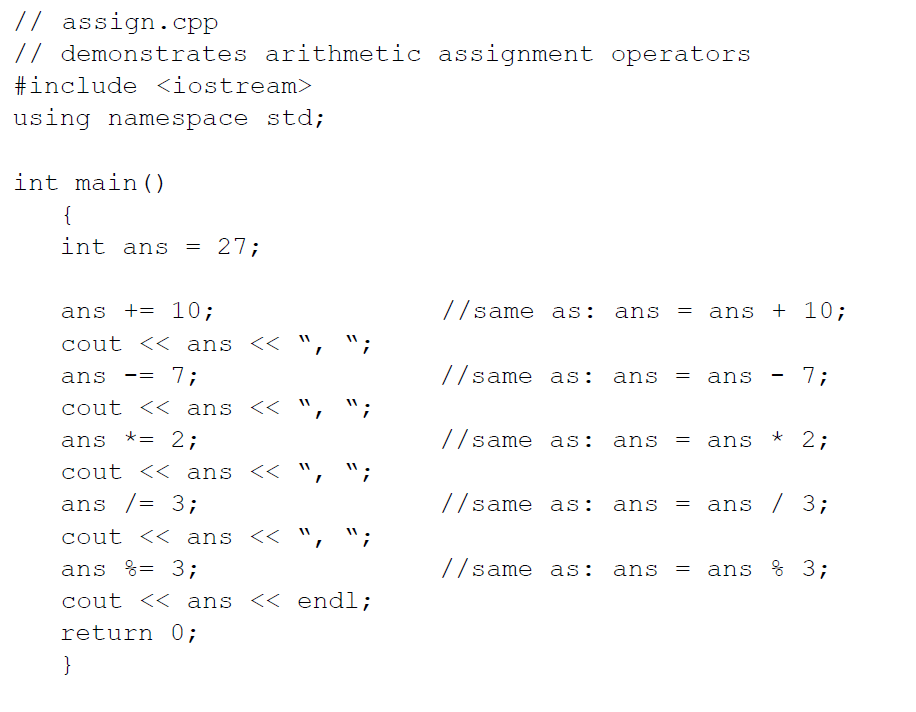 // assign.cpp
// demonstrates arithmetic assignment operators
#include <iostream>
using namespace std;
int main()
{
int ans = 27;
ans += 10; //same as: ans = ans + 10;
cout << ans << “, “;
ans -= 7; //same as: ans = ans - 7;
cout << ans << “, “;
ans *= 2; //same as: ans = ans * 2;
cout << ans << “, “;
ans /= 3; //same as: ans = ans / 3;
cout << ans << “, “;
ans %= 3; //same as: ans = ans % 3;
cout << ans << endl;
return 0;
}